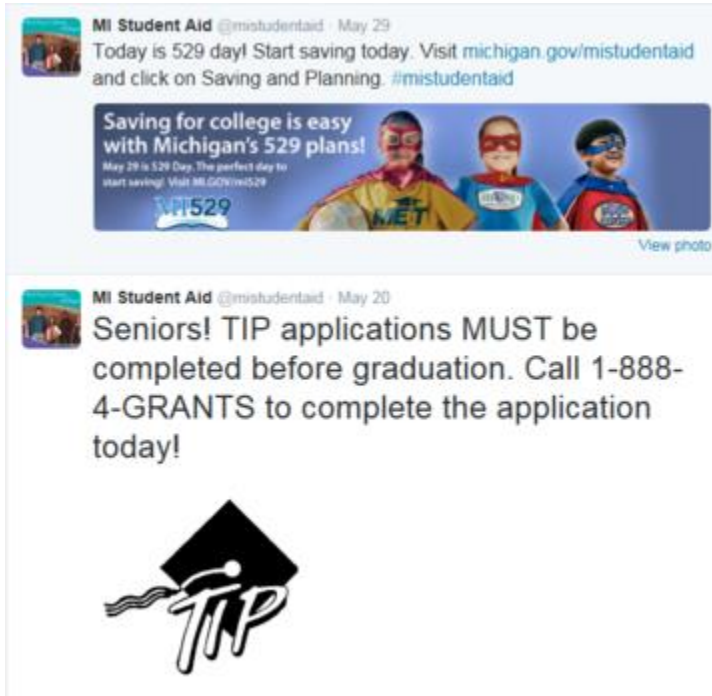 MI Student Aid @mistudentaid · May 29
Today is 529 day! Start saving today. Visit michigan.gov/mistudentaid
and click on Saving and Planning. #mistudentaid
Saving for college is easy
with Michigan's 529 plans!
May 29 is 529 Day. The perfect day to
start saving! Visit MI.GOV/mi529
MI529
MET
View photo
MI Student Aid @mistudentaid · May 20
Seniors! TIP applications MUST be
completed before graduation. Call 1-888-
4-GRANTS to complete the application
today!
TIP